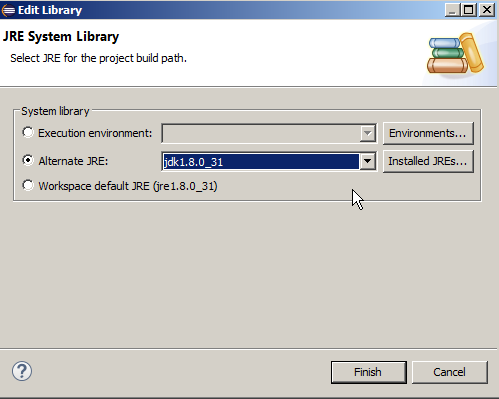 Edit Library
JRE System Library
Select JRE for the project build path.
System library
Execution environment:
Environments...
Alternate JRE:
jdk1.8.0_31
Installed JREs...
Workspace default JRE (jre1.8.0_31)
?
Finish
Cancel